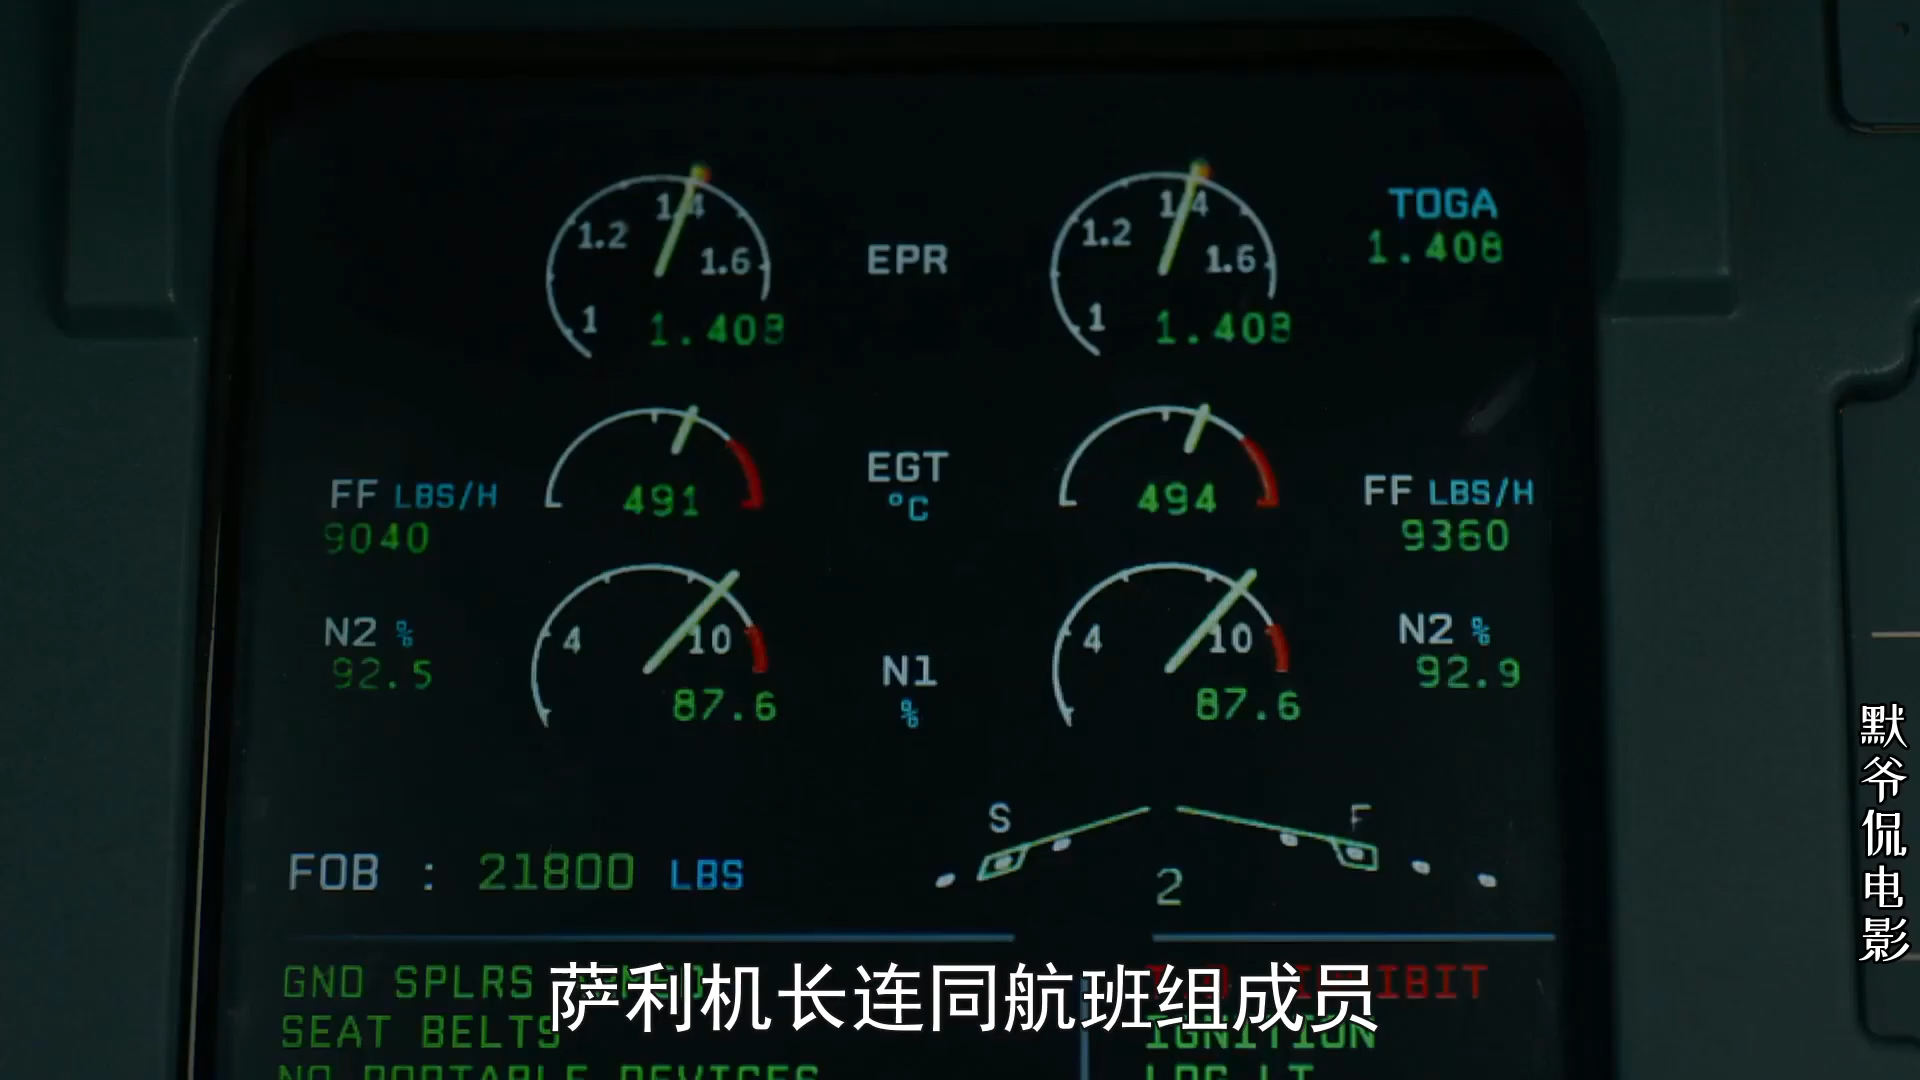 1.2 1.4 1.6 1
1.408
EPR
1.2 1.4 1.6 1
1.408
TOGA
1.408
FF LBS/H
9040
491
EGT
°C
494
FF LBS/H
9360
N2 %
92.5
4 10
87.6
N1
%
4 10
87.6
N2 %
92.9
FOB : 21800 LBS
S F
2
GND SPLRS
SEAT BELTS
NO PORTABLE DEVICES
IGNITION
LDG LT
萨利机长连同航班组成员
默爷侃电影